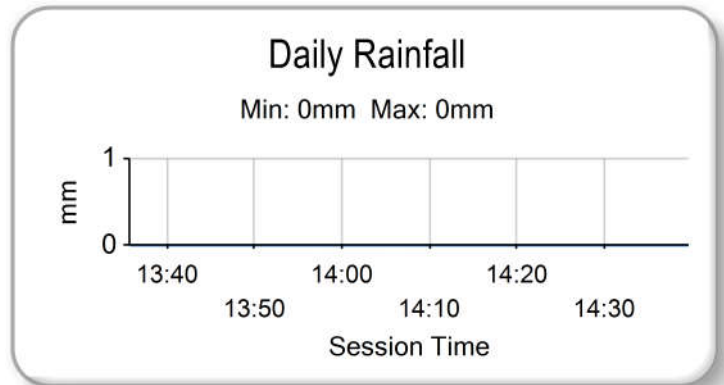 Daily Rainfall
Min: 0mm  Max: 0mm
1
mm
0
13:40 14:00 14:20
13:50 14:10 14:30
Session Time